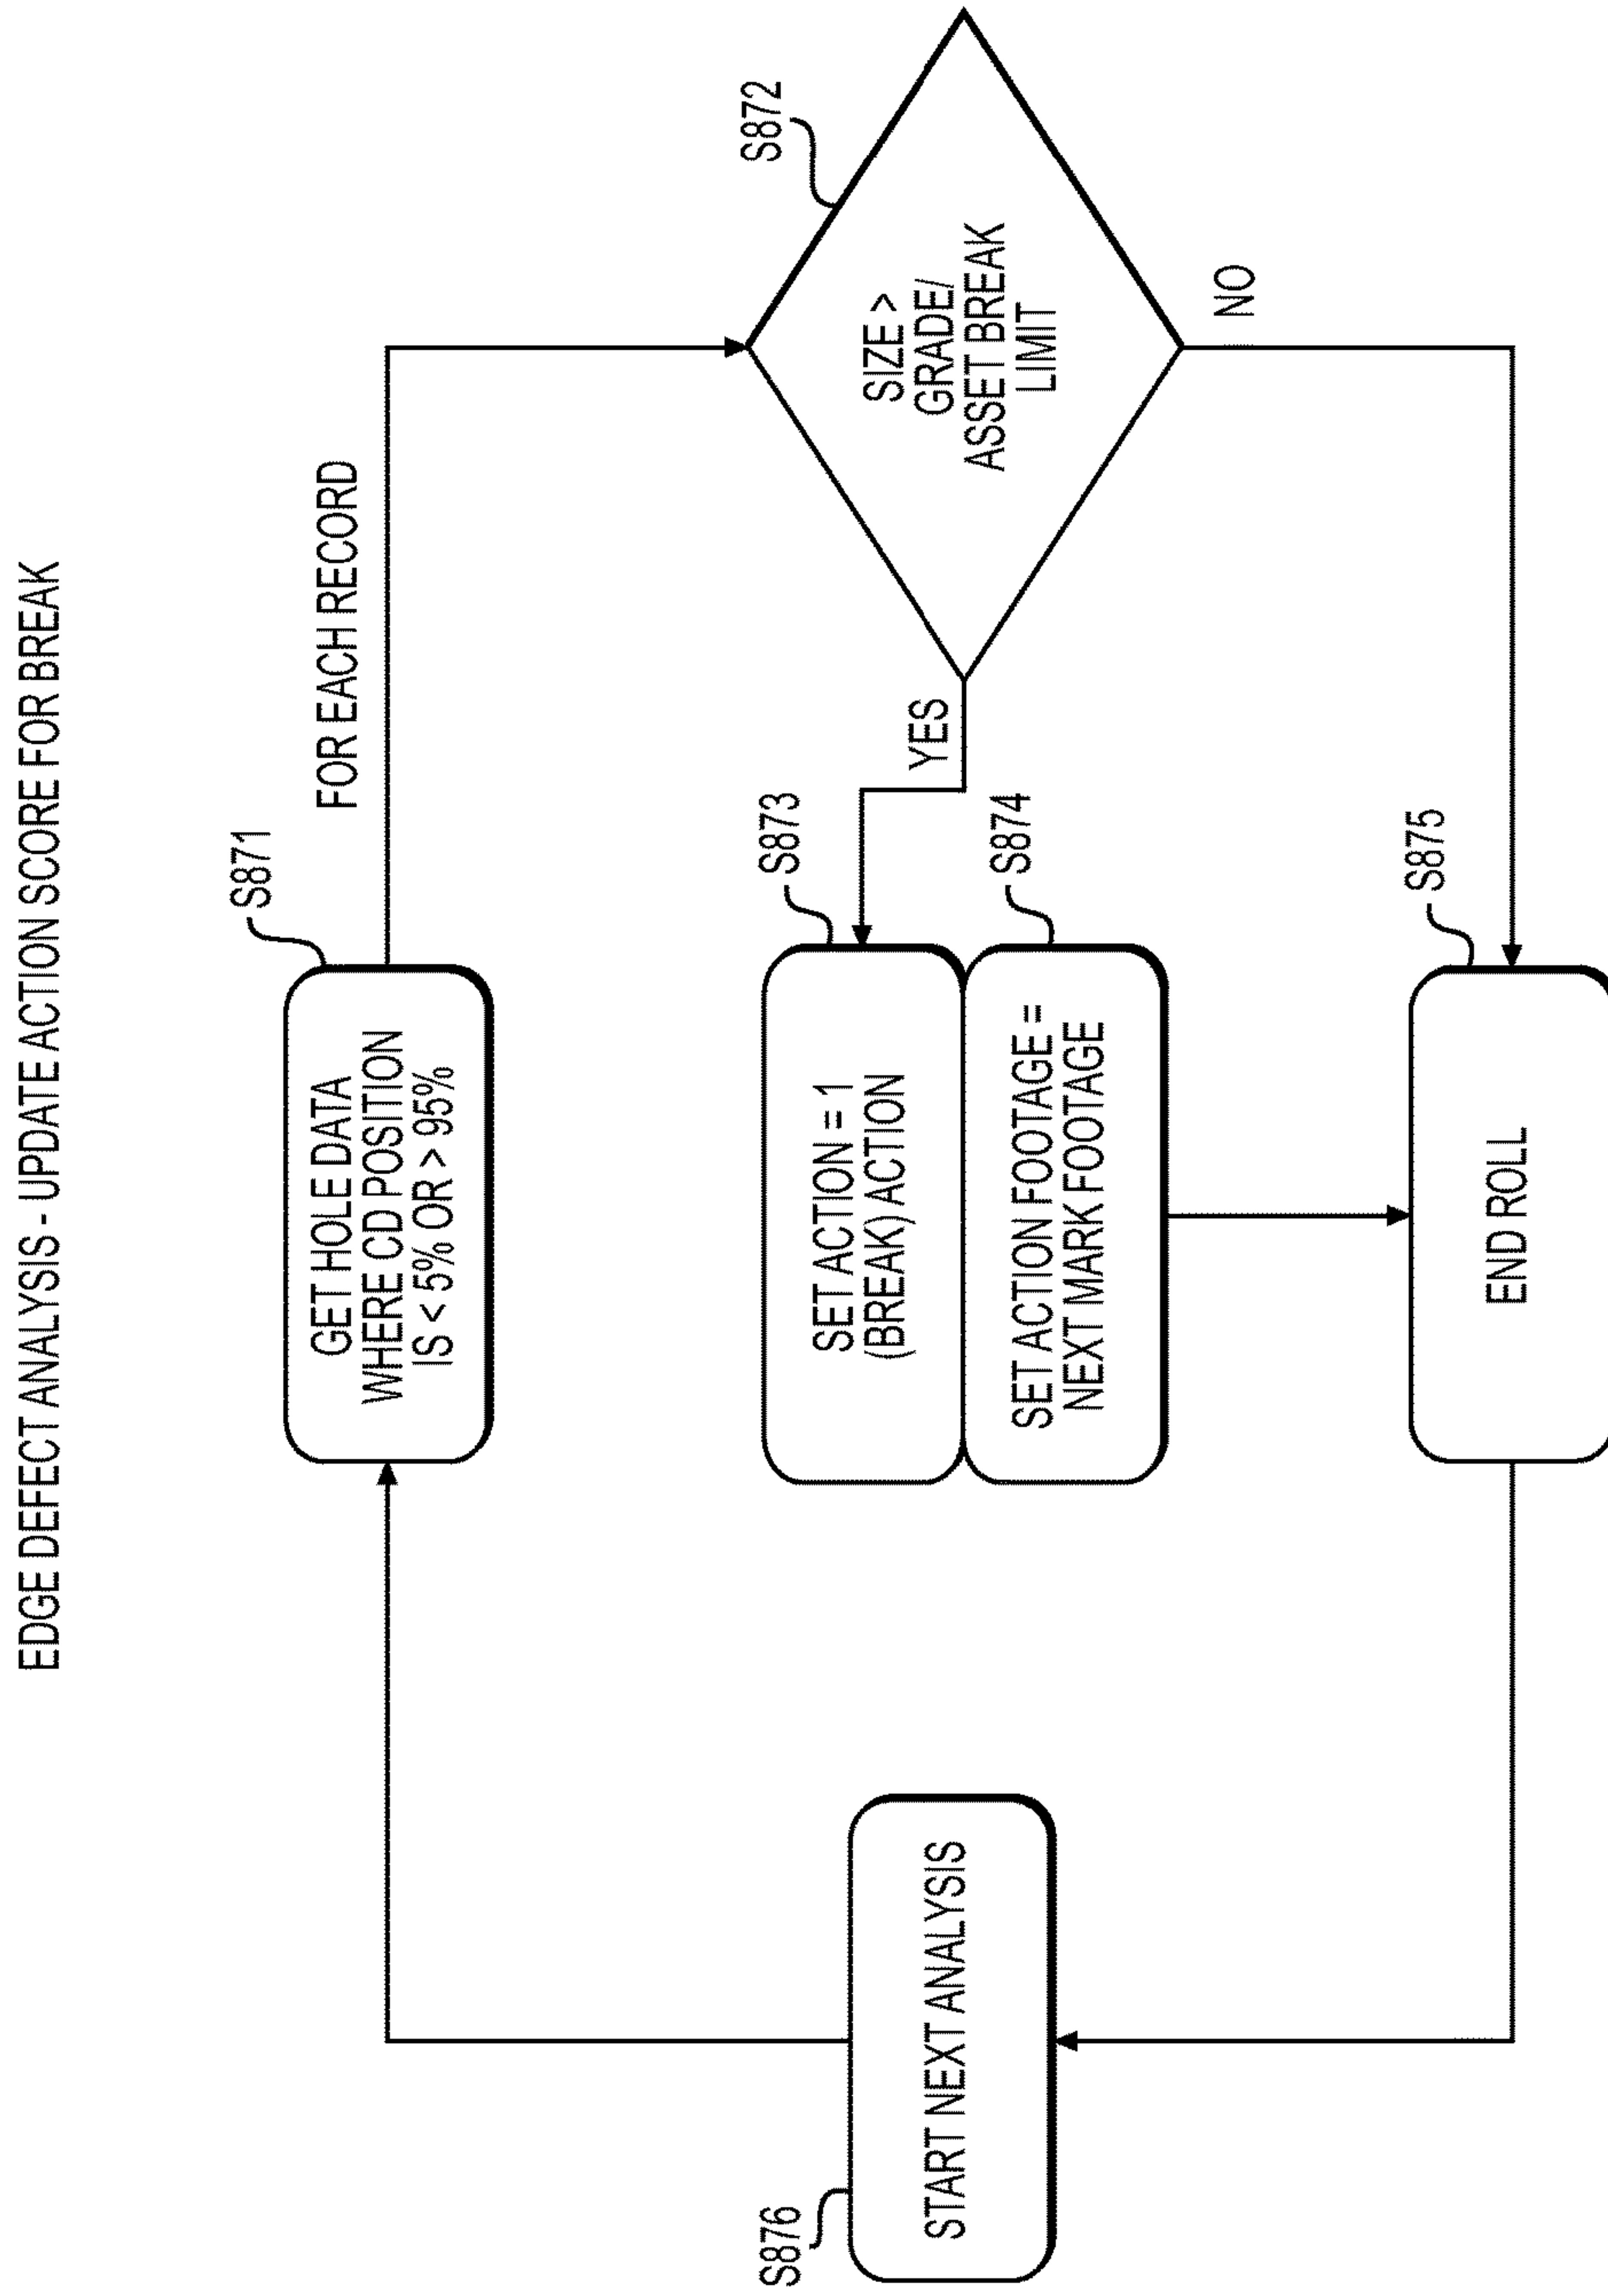 EDGE DEFECT ANALYSIS - UPDATE ACTION SCORE FOR BREAK
S871
GET HOLE DATA
WHERE CD POSITION
IS < 5% OR > 95%
FOR EACH RECORD
S872
SIZE >
GRADE/
ASSET BREAK
LIMIT
YES
NO
S873
SET ACTION = 1
(BREAK) ACTION
S874
SET ACTION FOOTAGE =
NEXT MARK FOOTAGE
S875
END ROLL
S876
START NEXT ANALYSIS